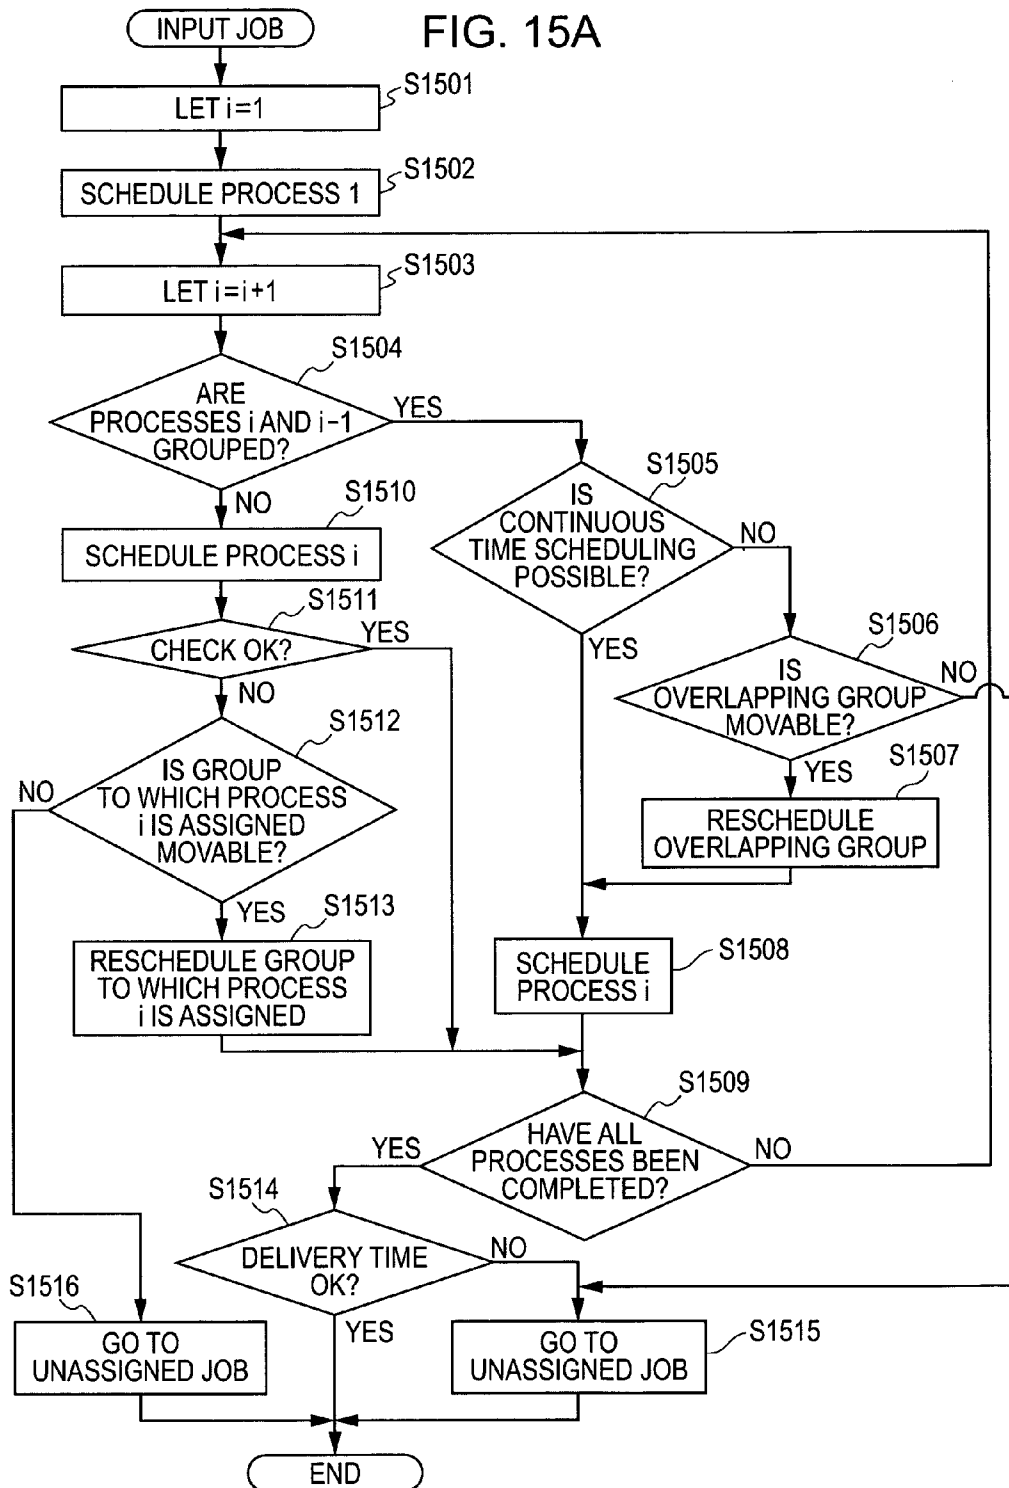 FIG. 15A
INPUT JOB
S1501
LET i=1
S1502
SCHEDULE PROCESS 1
S1503
LET i=i+1
S1504
ARE
PROCESSES i AND i-1
GROUPED?
YES
NO
S1505
IS
CONTINUOUS
TIME SCHEDULING
POSSIBLE?
NO
YES
S1510
SCHEDULE PROCESS i
S1511
CHECK OK?
YES
NO
S1506
IS
OVERLAPPING GROUP
MOVABLE?
NO
YES
S1507
RESCHEDULE
OVERLAPPING GROUP
S1512
IS GROUP
TO WHICH PROCESS
i IS ASSIGNED
MOVABLE?
NO
YES
S1513
RESCHEDULE GROUP
TO WHICH PROCESS
i IS ASSIGNED
S1508
SCHEDULE
PROCESS i
S1509
HAVE ALL
PROCESSES BEEN
COMPLETED?
YES
NO
S1514
DELIVERY TIME
OK?
NO
YES
S1516
GO TO
UNASSIGNED JOB
S1515
GO TO
UNASSIGNED JOB
END